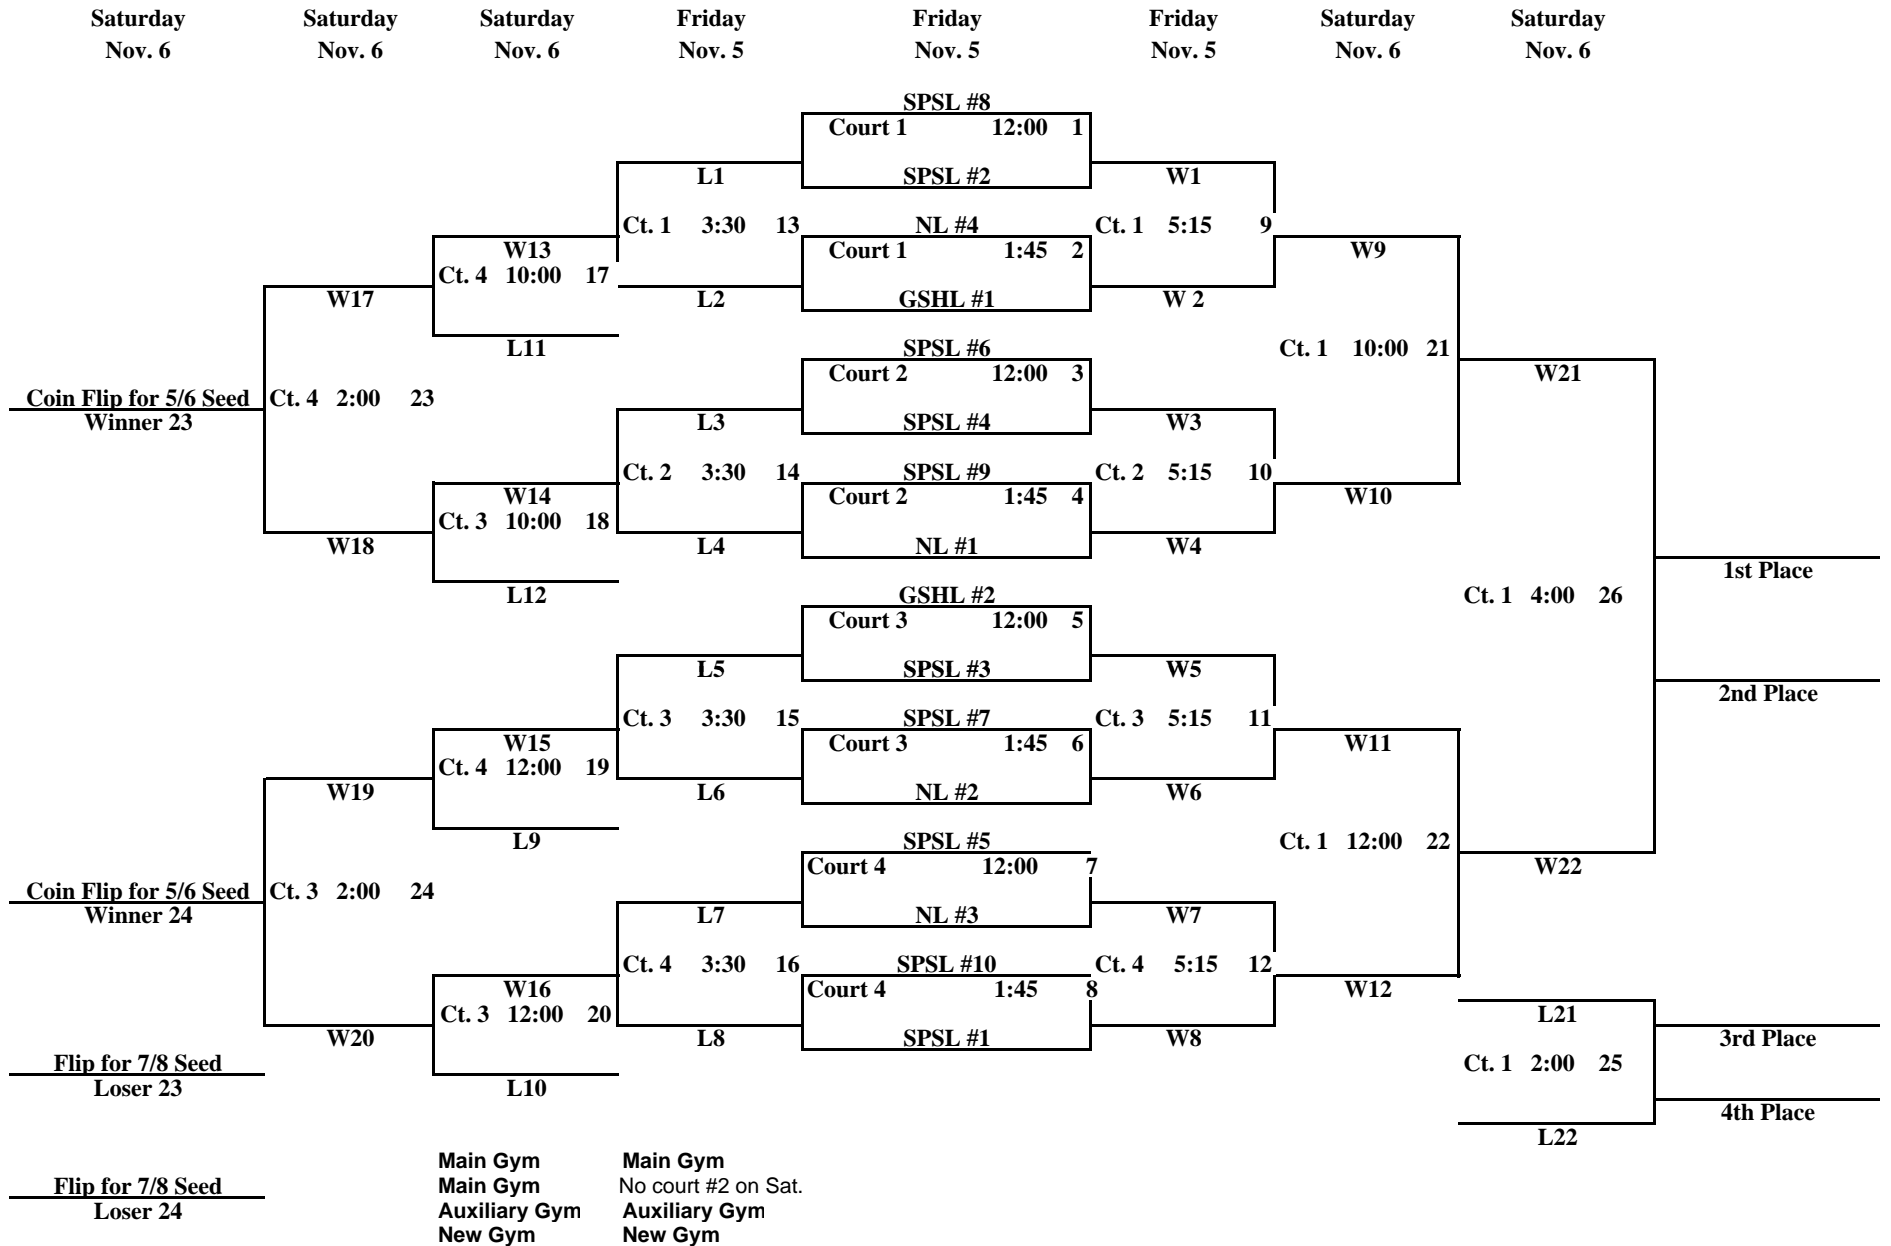 Saturday Saturday Saturday Friday Friday Friday Saturday Saturday
Nov. 6 Nov. 6 Nov. 6 Nov. 5 Nov. 5 Nov. 5 Nov. 6 Nov. 6
SPSL #8
Court 1 12:00 1
L1 SPSL #2 W1
Ct. 1 3:30 13 NL #4 Ct. 1 5:15 9
W13 Court 1 1:45 2 W9
Ct. 4 10:00 17
W17 L2 GSHL #1 W 2
L11 SPSL #6 Ct. 1 10:00 21
Court 2 12:00 3 W21
Coin Flip for 5/6 Seed Ct. 4 2:00 23
Winner 23 L3 SPSL #4 W3
Ct. 2 3:30 14 SPSL #9 Ct. 2 5:15 10
W14 Court 2 1:45 4 W10
Ct. 3 10:00 18
W18 L4 NL #1 W4
1st Place
L12 GSHL #2 Ct. 1 4:00 26
Court 3 12:00 5
L5 SPSL #3 W5
2nd Place
Ct. 3 3:30 15 SPSL #7 Ct. 3 5:15 11
W15 Court 3 1:45 6 W11
Ct. 4 12:00 19
W19 L6 NL #2 W6
L9 SPSL #5 Ct. 1 12:00 22
Court 4 12:00 7 W22
Coin Flip for 5/6 Seed Ct. 3 2:00 24
Winner 24 L7 NL #3 W7
Ct. 4 3:30 16 SPSL #10 Ct. 4 5:15 12
W16 Court 4 1:45 8 W12
Ct. 3 12:00 20 L21
W20 L8 SPSL #1 W8 3rd Place
Flip for 7/8 Seed Ct. 1 2:00 25
Loser 23 L10
4th Place
L22
Main Gym Main Gym
Flip for 7/8 Seed Main Gym No court #2 on Sat.
Loser 24 Auxiliary Gym Auxiliary Gym
New Gym New Gym